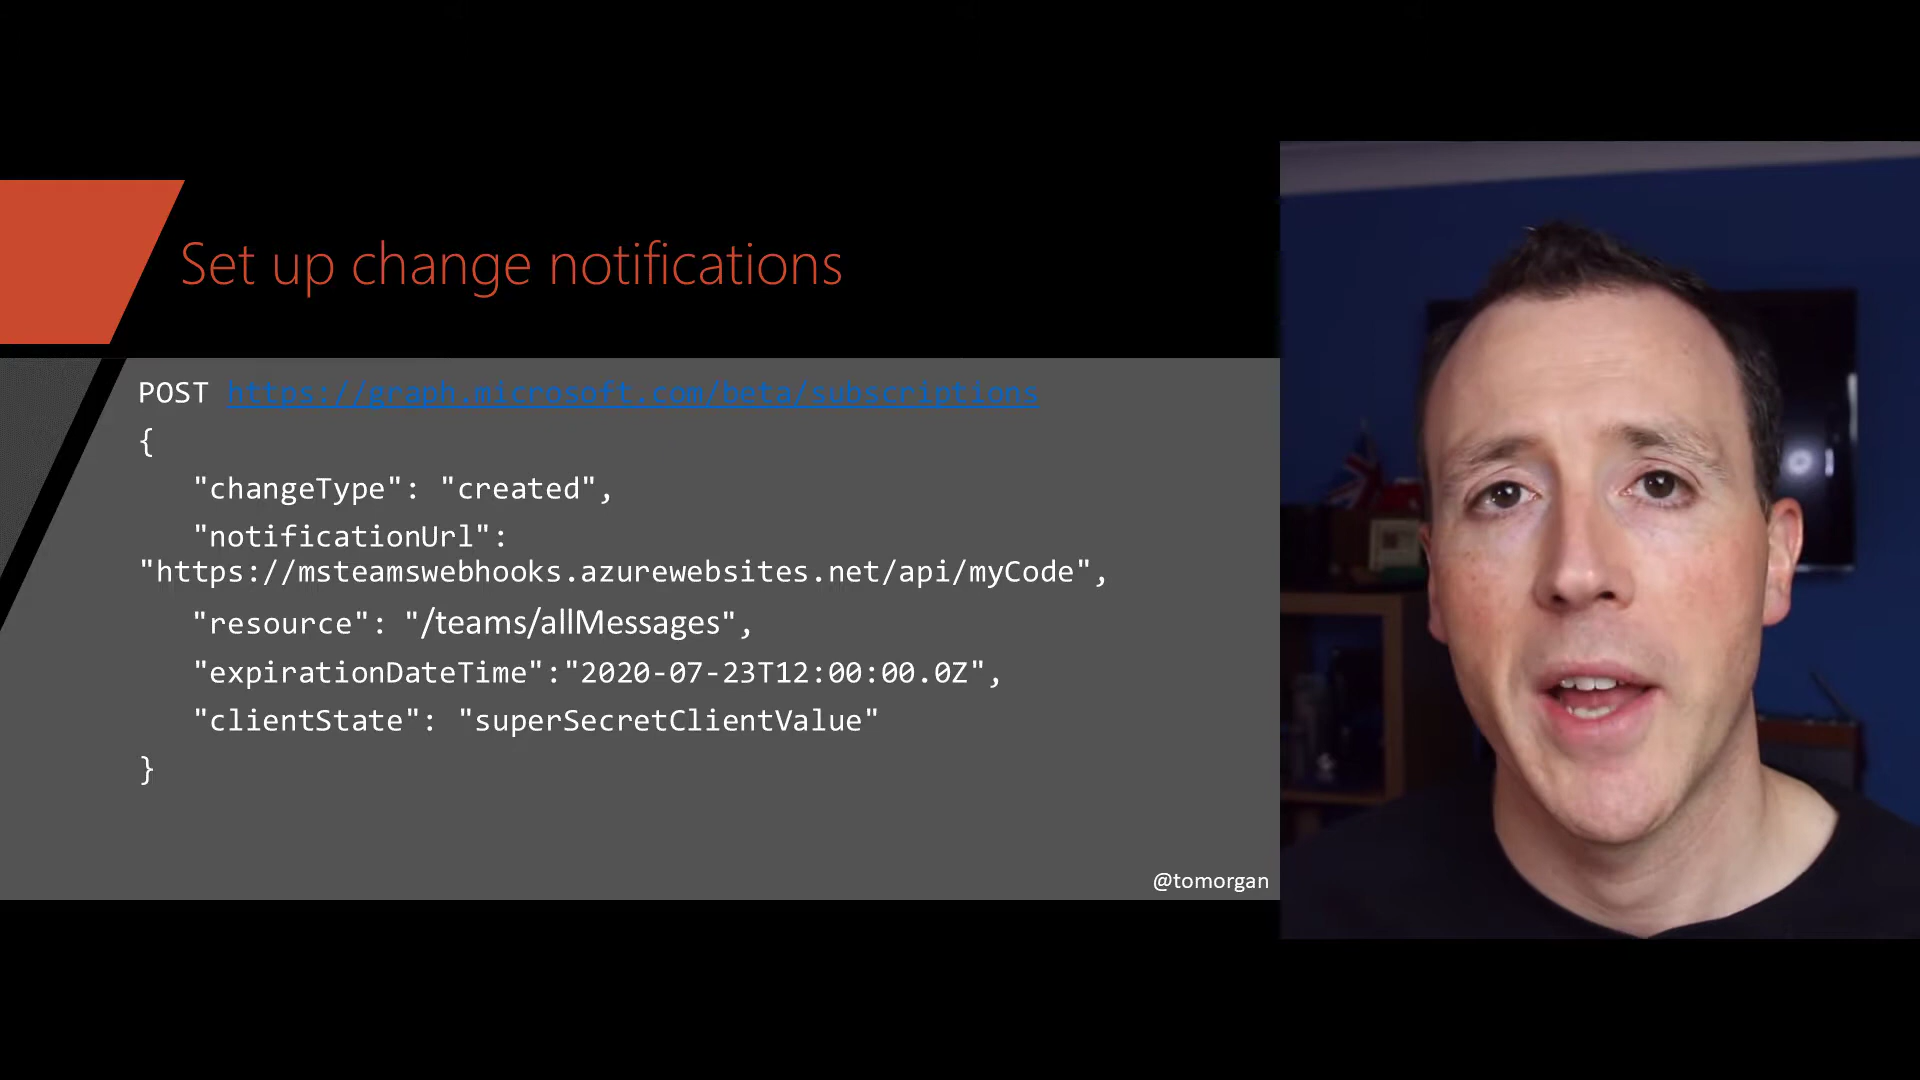 Set up change notifications
POST https://graph.microsoft.com/beta/subscriptions
{
"changeType": "created",
"notificationUrl":
"https://msteamswebhooks.azurewebsites.net/api/myCode",
"resource": "/teams/allMessages",
"expirationDateTime":"2020-07-23T12:00:00.0Z",
"clientState": "superSecretClientValue"
}
@tomorgan